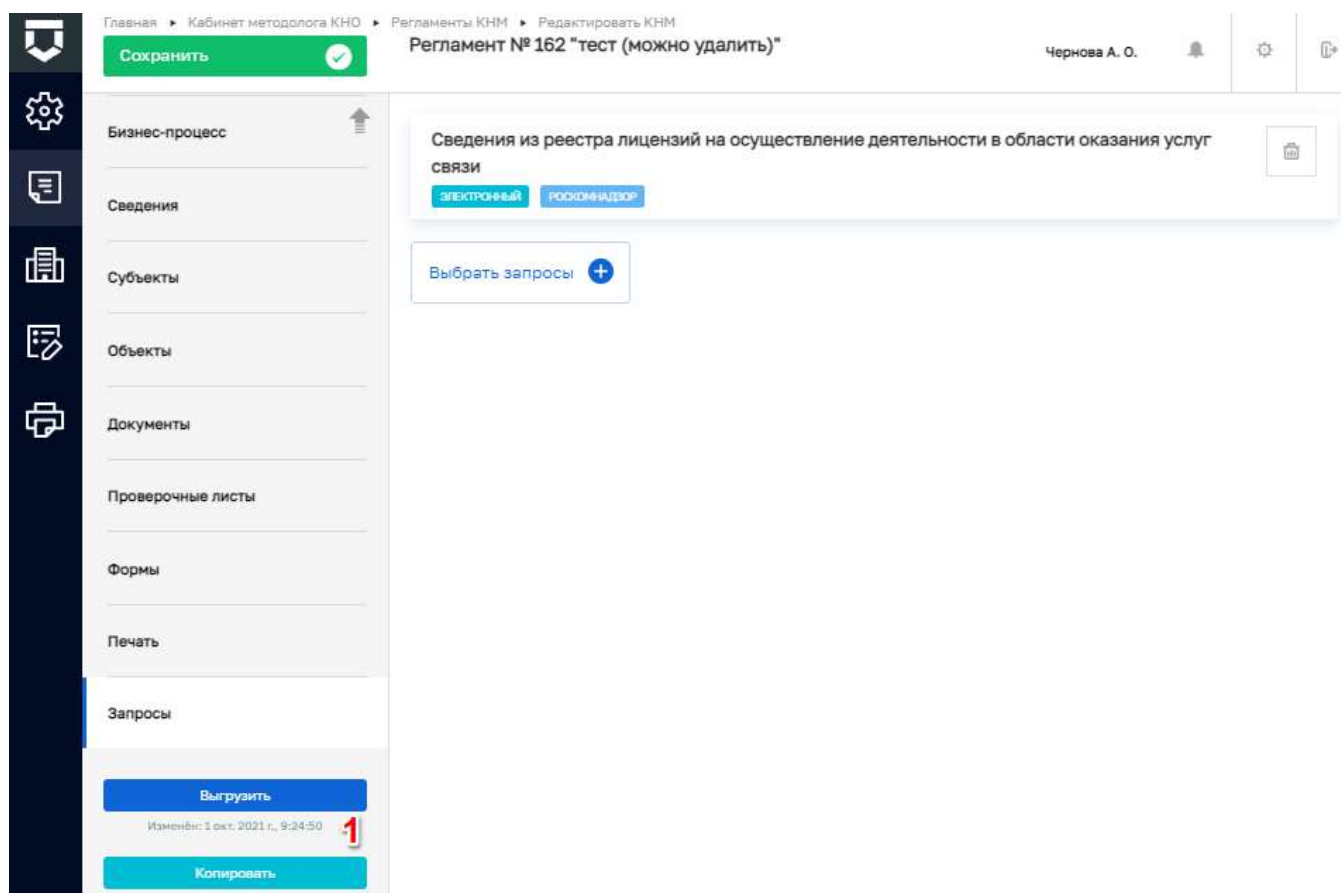 Главная ▸ Кабинет методолога КНО ▸ Регламенты КНМ ▸ Редактировать КНМ
Сохранить
Регламент № 162 "тест (можно удалить)"
Чернова А. О.
Бизнес-процесс
Сведения из реестра лицензий на осуществление деятельности в области оказания услуг
связи
ЭЛЕКТРОННЫЙ РОСКОМНАДЗОР
Сведения
Выбрать запросы
Субъекты
Объекты
Документы
Проверочные листы
Формы
Печать
Запросы
Выгрузить
Изменён: 1 окт. 2021 г., 9:24:50
1
Копировать